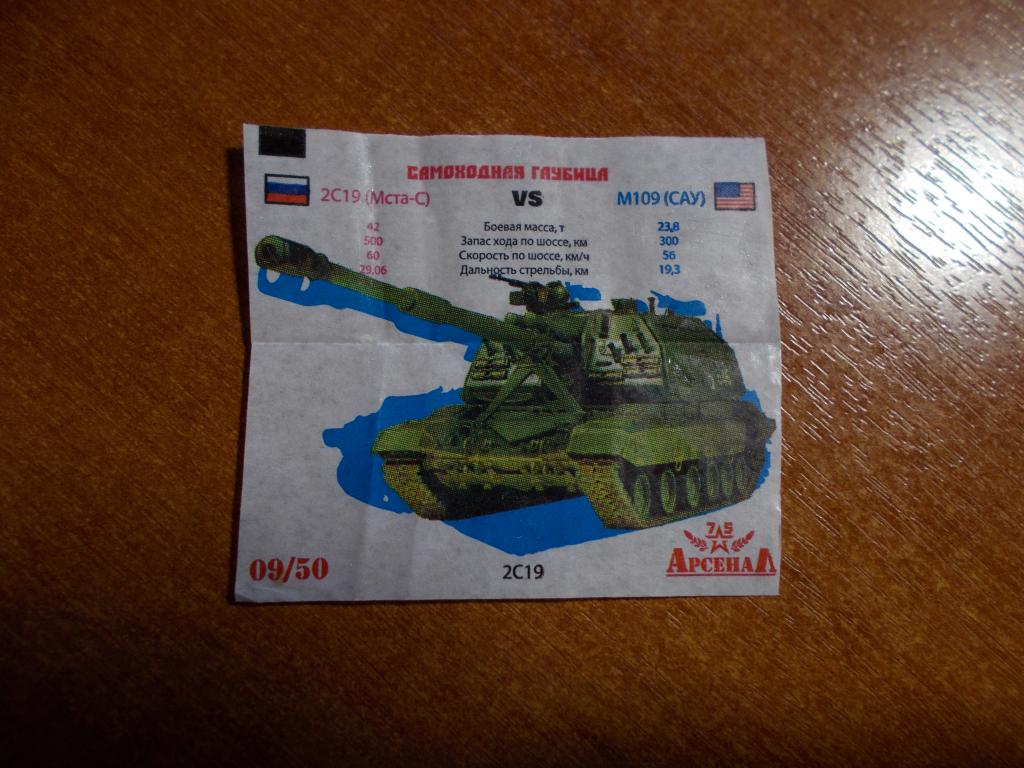 САМОХОДНАЯ ГАУБИЦА
2С19 (Мста-С) VS М109 (САУ)
42 Боевая масса, т 23,8
500 Запас хода по шоссе, км 300
60 Скорость по шоссе, км/ч 56
29,06 Дальность стрельбы, км 19,3
75
АРСЕНАЛ
09/50 2С19